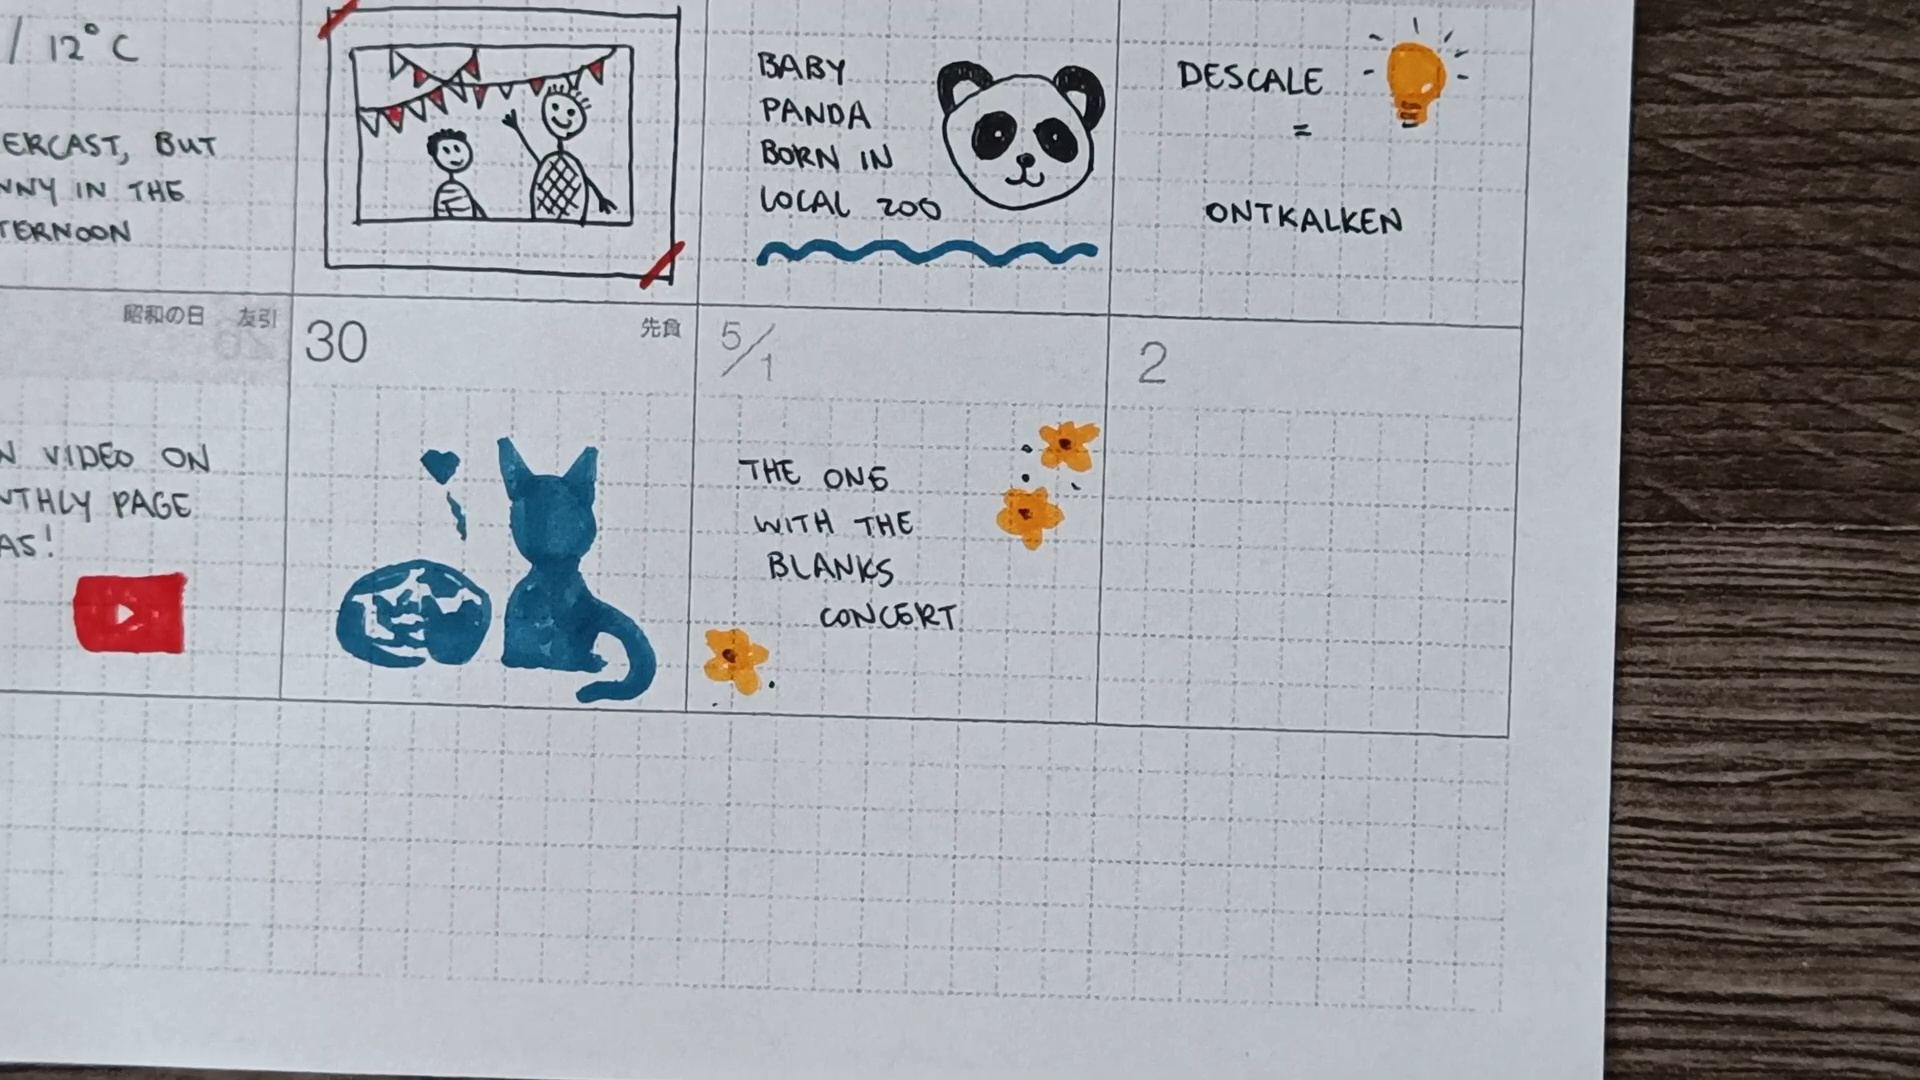 / 12°C
ERCAST, BUT
NNY IN THE
TERNOON
BABY
PANDA
BORN IN
LOCAL ZOO
DESCALE
=
ONTKALKEN
昭和の日 友引
30 先負
5/1
2
N VIDEO ON
NTHLY PAGE
AS!
THE ONE
WITH THE
BLANKS
CONCERT